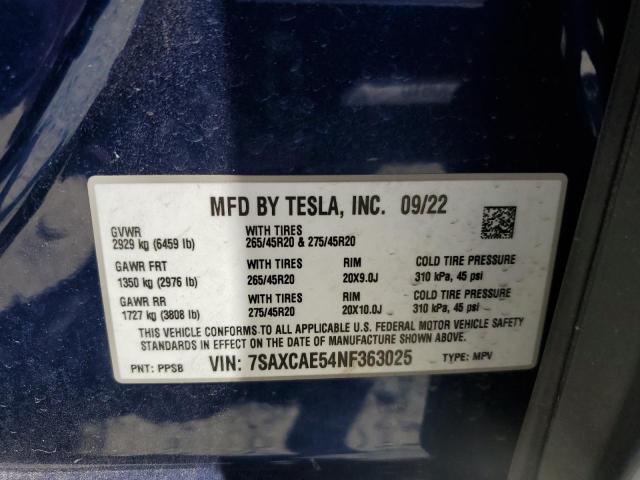 MFD BY TESLA, INC. 09/22
GVWR WITH TIRES
2929 kg (6459 lb) 265/45R20 & 275/45R20
GAWR FRT WITH TIRES RIM COLD TIRE PRESSURE
1350 kg (2976 lb) 265/45R20 20X9.0J 310 kPa, 45 psi
GAWR RR WITH TIRES RIM COLD TIRE PRESSURE
1727 kg (3808 lb) 275/45R20 20X10.0J 310 kPa, 45 psi
THIS VEHICLE CONFORMS TO ALL APPLICABLE U.S. FEDERAL MOTOR VEHICLE SAFETY
STANDARDS IN EFFECT ON THE DATE OF MANUFACTURE SHOWN ABOVE.
PNT: PPSB VIN: 7SAXCAE54NF363025 TYPE: MPV